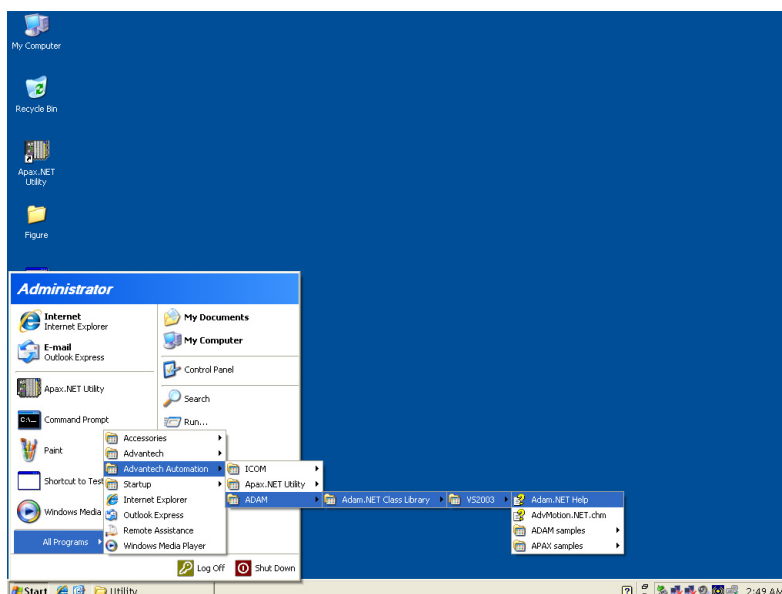 My Computer
Recycle Bin
Apax.NET
Utility
Figure
Administrator
Internet
Internet Explorer
E-mail
Outlook Express
Apax.NET Utility
Command Prompt
Paint
Shortcut to Test
Windows Media
All Programs
My Documents
My Computer
Control Panel
Search
Run...
Accessories
Advantech
Advantech Automation
Startup
Internet Explorer
Outlook Express
Remote Assistance
Windows Media Player
ICOM
Apax.NET Utility
ADAM
Adam.NET Class Library
VS2003
Adam.NET Help
AdvMotion.NET.chm
ADAM samples
APAX samples
Log Off
Shut Down
Start
Utility
2:49 AM